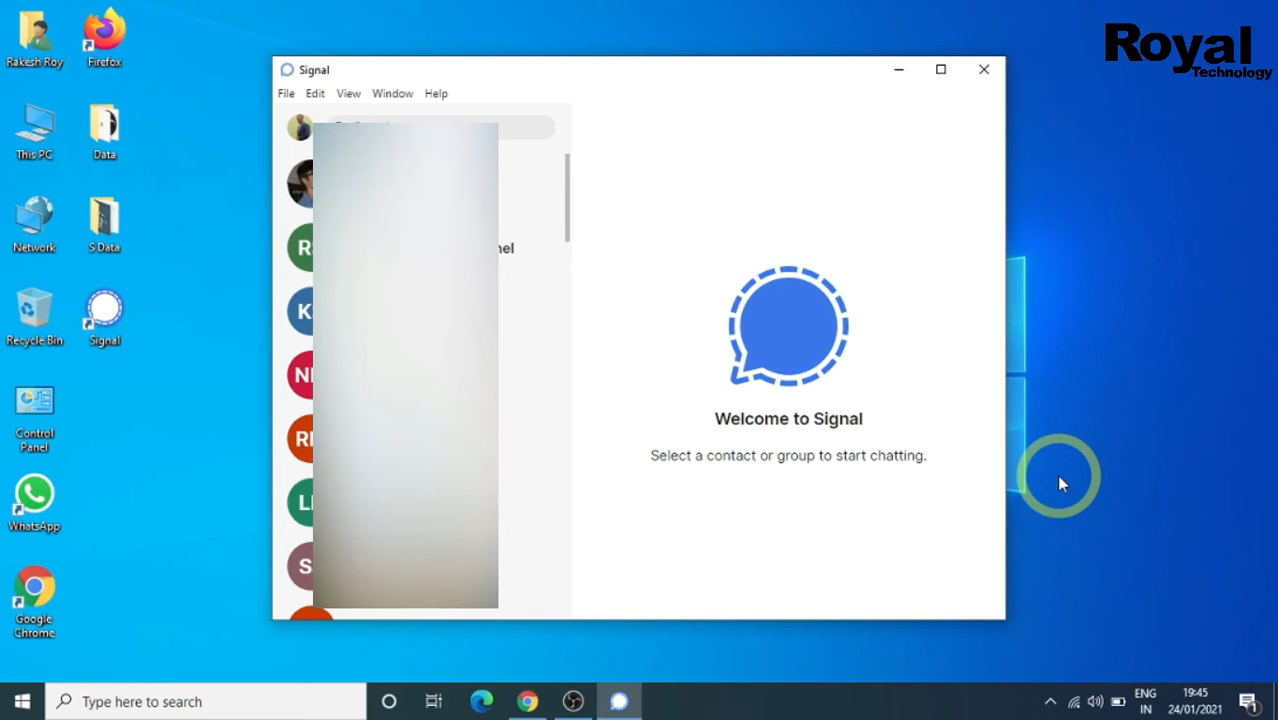 Rakesh Roy
Firefox
This PC
Data
Network
S Data
Recycle Bin
Signal
Control
Panel
WhatsApp
Google
Chrome
Royal
Technology
Signal
File Edit View Window Help
R
K
N
R
L
S
Welcome to Signal
Select a contact or group to start chatting.
Type here to search
ENG
IN
19:45
24/01/2021
1